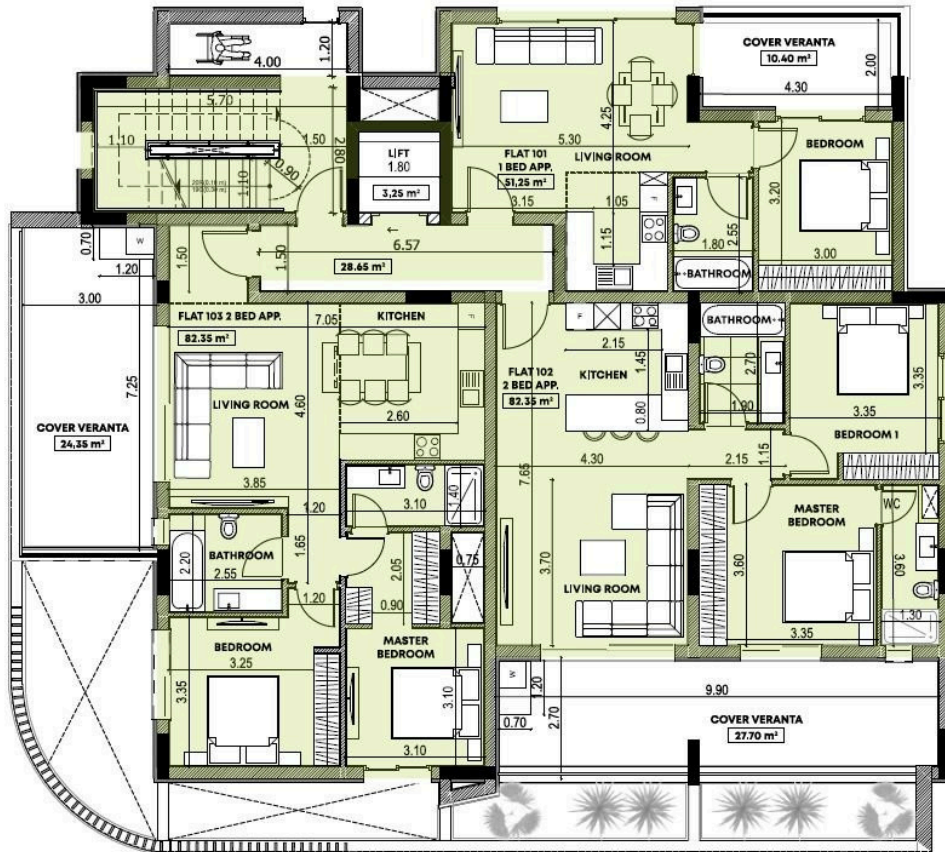 4.00
1.20
5.70
1.10
1.50
2.80
0.90
1.10
LIFT
1.80
3,25 m²
COVER VERANTA
10.40 m²
4.30
2.00
4.25
5.30
FLAT 101
1 BED APP.
51,25 m²
LIVING ROOM
3.15
1.05
1.15
F
BEDROOM
3.20
3.00
1.80
2.55
BATHROOM
6.57
1.50
1.50
28.65 m²
W
0.70
1.20
3.00
7.25
COVER VERANTA
24,35 m²
FLAT 103 2 BED APP.
82.35 m²
7.05
KITCHEN
F
LIVING ROOM
4.60
2.60
3.85
1.20
3.10
1.40
BATHROOM
2.20
2.55
1.65
1.20
2.05
0.90
0.75
BEDROOM
3.25
3.35
MASTER
BEDROOM
3.10
3.10
F
2.15
1.45
KITCHEN
0.80
FLAT 102
2 BED APP.
82.35 m²
4.30
7.65
3.70
LIVING ROOM
BATHROOM
2.70
1.90
3.35
3.35
BEDROOM 1
2.15
1.15
MASTER
BEDROOM
WC
3.60
3.60
3.35
1.30
W
1.20
0.70
2.70
9.90
COVER VERANTA
27.70 m²